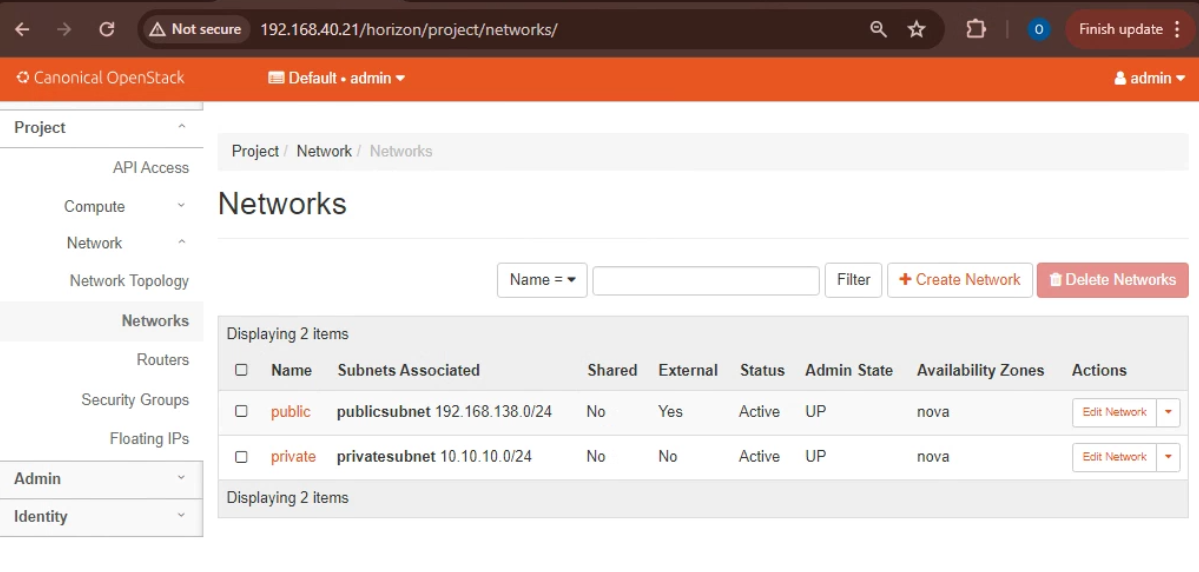 Not secure 192.168.40.21/horizon/project/networks/ O Finish update
Canonical OpenStack Default • admin admin
Project
API Access
Compute
Network
Network Topology
Networks
Routers
Security Groups
Floating IPs
Admin
Identity
Project / Network / Networks
Networks
Name = Filter + Create Network Delete Networks
Displaying 2 items
Name Subnets Associated Shared External Status Admin State Availability Zones Actions
public publicsubnet 192.168.138.0/24 No Yes Active UP nova Edit Network
private privatesubnet 10.10.10.0/24 No No Active UP nova Edit Network
Displaying 2 items